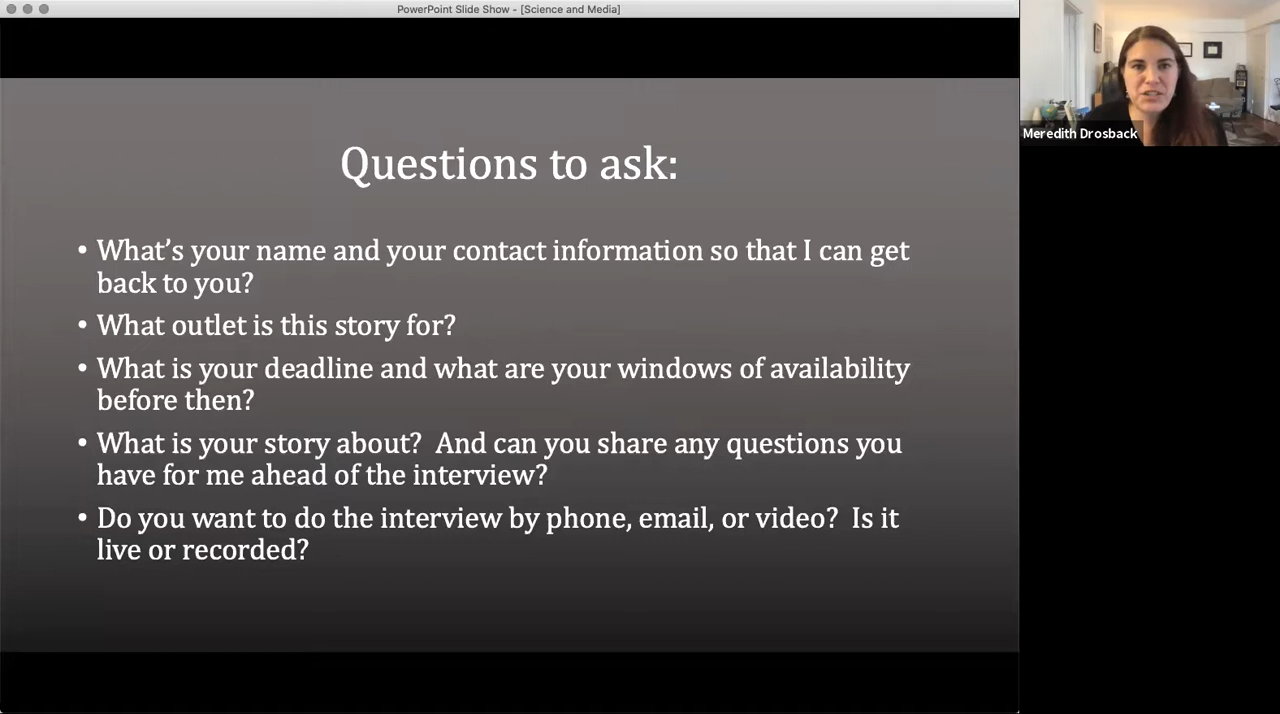 PowerPoint Slide Show - [Science and Media]
Meredith Drosback
Questions to ask:
• What's your name and your contact information so that I can get
back to you?
• What outlet is this story for?
• What is your deadline and what are your windows of availability
before then?
• What is your story about?  And can you share any questions you
have for me ahead of the interview?
• Do you want to do the interview by phone, email, or video?  Is it
live or recorded?